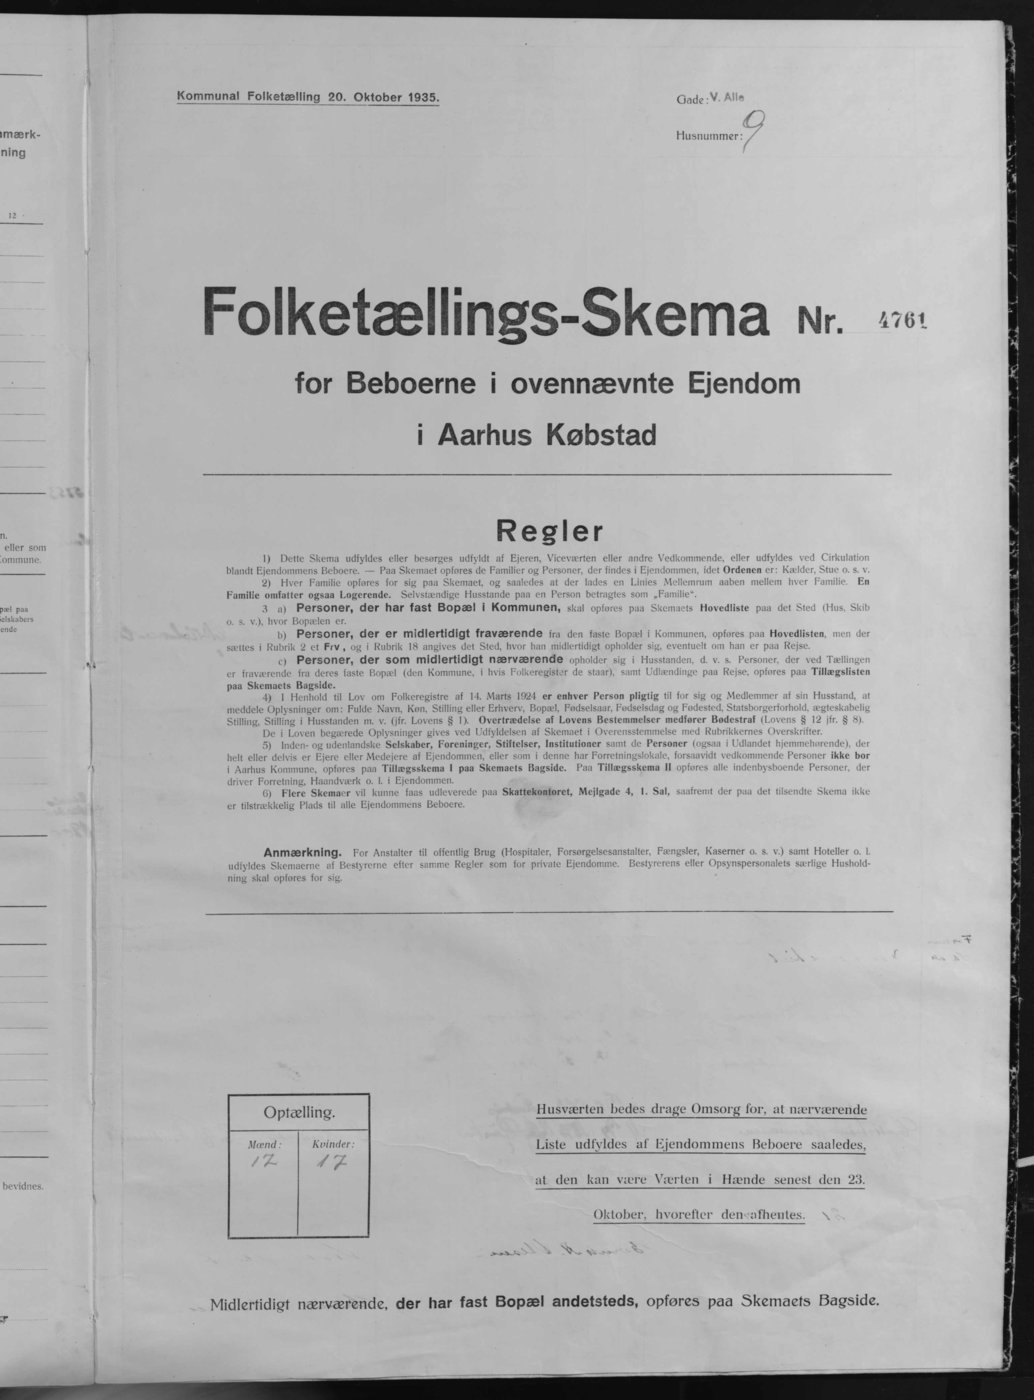 Kommunal Folketælling 20. Oktober 1935.
Gade: V. Alle
Husnummer: 9
Folketællings-Skema Nr. 4761
for Beboerne i ovennævnte Ejendom
i Aarhus Købstad
Regler
1) Dette Skema udfyldes eller besørges udfyldt af Ejeren, Viceværten eller andre Vedkommende, eller udfyldes ved Cirkulation
blandt Ejendommens Beboere. — Paa Skemaet opføres de Familier og Personer, der findes i Ejendommen, idet Ordenen er: Kælder, Stue o. s. v.
2) Hver Familie opføres for sig paa Skemaet, og saaledes at der lades en Linies Mellemrum aaben mellem hver Familie. En
Familie omfatter ogsaa Logerende. Selvstændige Husstande paa en Person betragtes som „Familie“.
3 a) Personer, der har fast Bopæl i Kommunen, skal opføres paa Skemaets Hovedliste paa det Sted (Hus, Skib
o. s. v.), hvor Bopælen er.
b) Personer, der er midlertidigt fraværende fra den faste Bopæl i Kommunen, opføres paa Hovedlisten, men der
sættes i Rubrik 2 et Frv, og i Rubrik 18 angives det Sted, hvor han midlertidigt opholder sig, eventuelt om han er paa Rejse.
c) Personer, der som midlertidigt nærværende opholder sig i Husstanden, d. v. s. Personer, der ved Tællingen
er fraværende fra deres faste Bopæl (den Kommune, i hvis Folkeregister de staar), samt Udlændinge paa Rejse, opføres paa Tillægslisten
paa Skemaets Bagside.
4) I Henhold til Lov om Folkeregistre af 14. Marts 1924 er enhver Person pligtig til for sig og Medlemmer af sin Husstand, at
meddele Oplysninger om: Fulde Navn, Køn, Stilling eller Erhverv, Bopæl, Fødselsaar, Fødselsdag og Fødested, Statsborgerforhold, ægteskabelig
Stilling, Stilling i Husstanden m. v. (jfr. Lovens § 1). Overtrædelse af Lovens Bestemmelser medfører Bødestraf (Lovens § 12 jfr. § 8).
De i Loven begærede Oplysninger gives ved Udfyldelsen af Skemaet i Overensstemmelse med Rubrikkernes Overskrifter.
5) Inden- og udenlandske Selskaber, Foreninger, Stiftelser, Institutioner samt de Personer (ogsaa i Udlandet hjemmehørende), der
helt eller delvis er Ejere eller Medejere af Ejendommen, eller som i denne har Forretningslokale, forsaavidt vedkommende Personer ikke bor
i Aarhus Kommune, opføres paa Tillægsskema I paa Skemaets Bagside. Paa Tillægsskema II opføres alle indenbysboende Personer, der
driver Forretning, Haandværk o. l. i Ejendommen.
6) Flere Skemaer vil kunne faas udleverede paa Skattekontoret, Mejlgade 4, 1. Sal, saafremt der paa det tilsendte Skema ikke
er tilstrækkelig Plads til alle Ejendommens Beboere.
Anmærkning. For Anstalter til offentlig Brug (Hospitaler, Forsørgelsesanstalter, Fængsler, Kaserner o. s. v.) samt Hoteller o. l.
udfyldes Skemaerne af Bestyrerne efter samme Regler som for private Ejendomme. Bestyrerens eller Opsynspersonalets særlige Hushold-
ning skal opføres for sig.
Optælling.
Mænd: Kvinder:
12 17
Husværten bedes drage Omsorg for, at nærværende
Liste udfyldes af Ejendommens Beboere saaledes,
at den kan være Værten i Hænde senest den 23.
Oktober, hvorefter den afhentes.
Midlertidigt nærværende, der har fast Bopæl andetsteds, opføres paa Skemaets Bagside.
mærk-
ning
12
n.
eller som
Kommune.
pæl paa
Selskabers
ende
bevidnes.